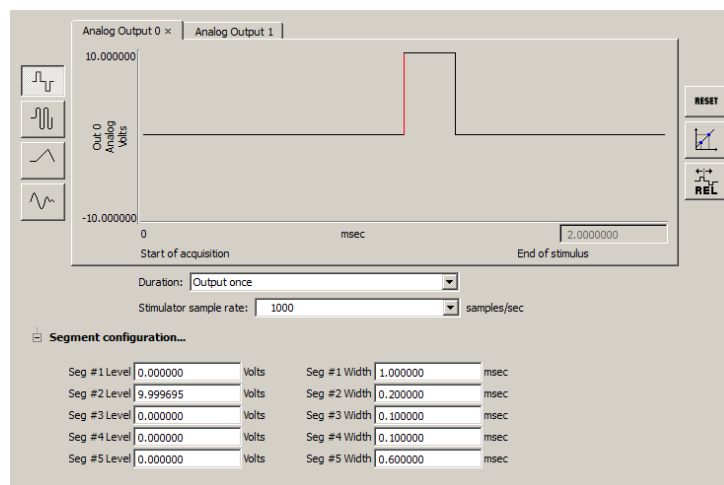 Analog Output 0 × Analog Output 1
10.000000
Out 0
Analog
Volts
-10.000000
0 msec 2.0000000
Start of acquisition End of stimulus
RESET
REL
Duration: Output once
Stimulator sample rate: 1000 samples/sec
Segment configuration...
Seg #1 Level 0.000000 Volts Seg #1 Width 1.000000 msec
Seg #2 Level 9.999695 Volts Seg #2 Width 0.200000 msec
Seg #3 Level 0.000000 Volts Seg #3 Width 0.100000 msec
Seg #4 Level 0.000000 Volts Seg #4 Width 0.100000 msec
Seg #5 Level 0.000000 Volts Seg #5 Width 0.600000 msec